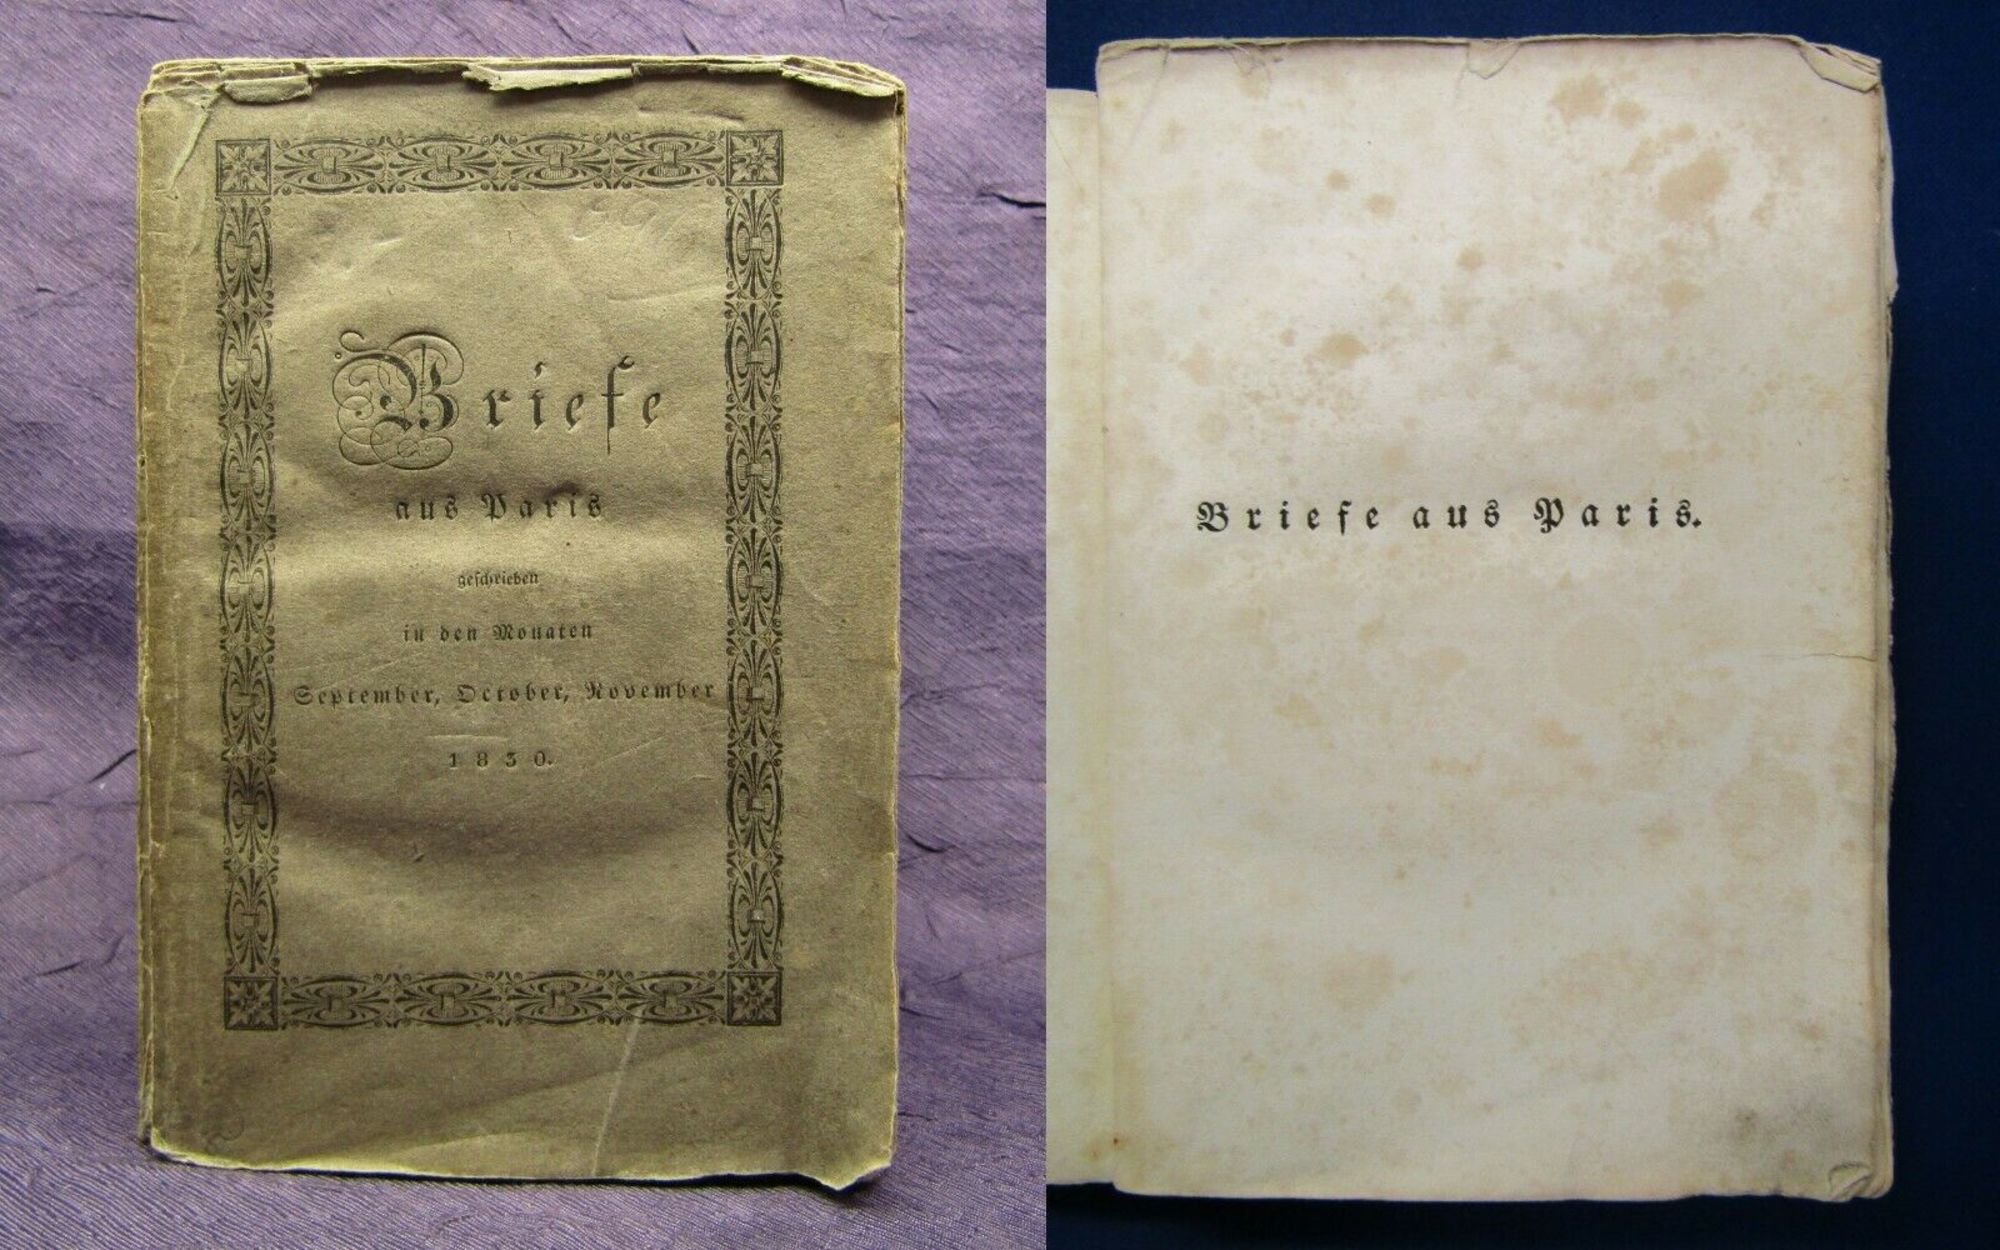 Briefe
aus Paris
geschrieben
in den Monaten
September, October, November
1830.
Briefe aus Paris.